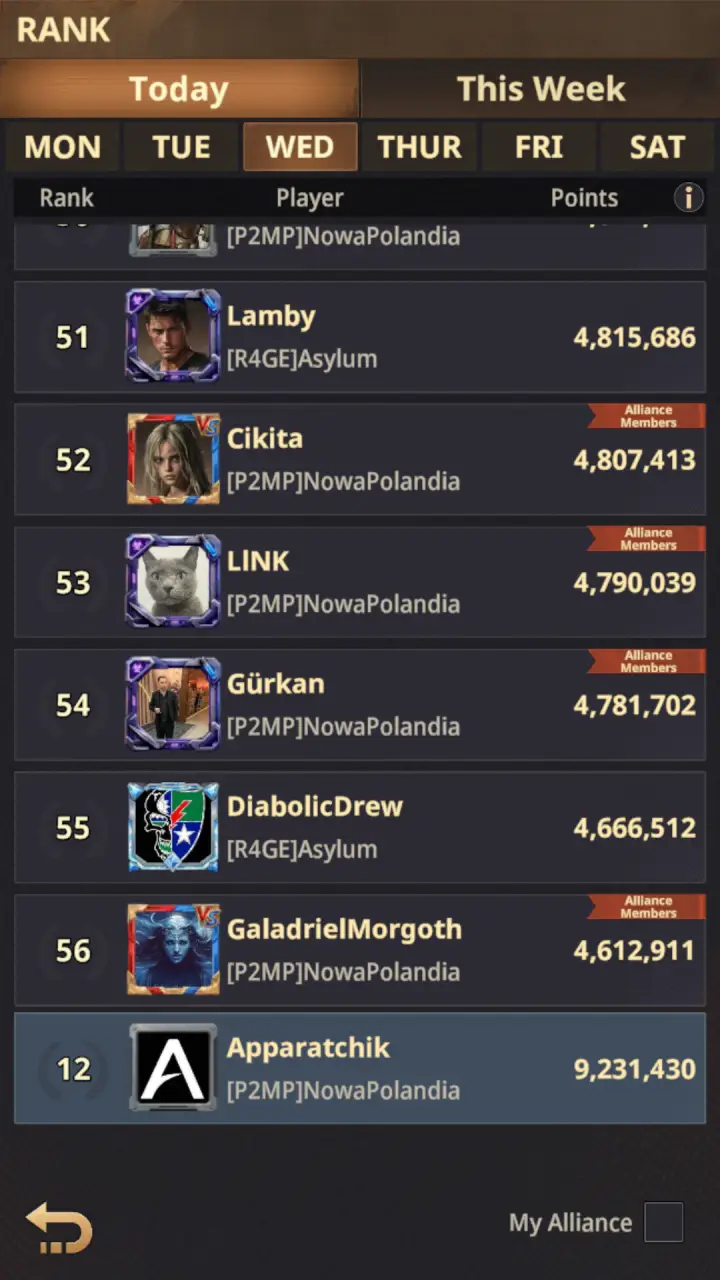 RANK
Today This Week
MON TUE WED THUR FRI SAT
Rank Player Points i
[P2MP]NowaPolandia
51 Lamby 4,815,686
[R4GE]Asylum
Alliance Members
52 Cikita 4,807,413
[P2MP]NowaPolandia
Alliance Members
53 LlNK 4,790,039
[P2MP]NowaPolandia
Alliance Members
54 Gürkan 4,781,702
[P2MP]NowaPolandia
55 DiabolicDrew 4,666,512
[R4GE]Asylum
Alliance Members
56 GaladrielMorgoth 4,612,911
[P2MP]NowaPolandia
12 Apparatchik 9,231,430
[P2MP]NowaPolandia
My Alliance